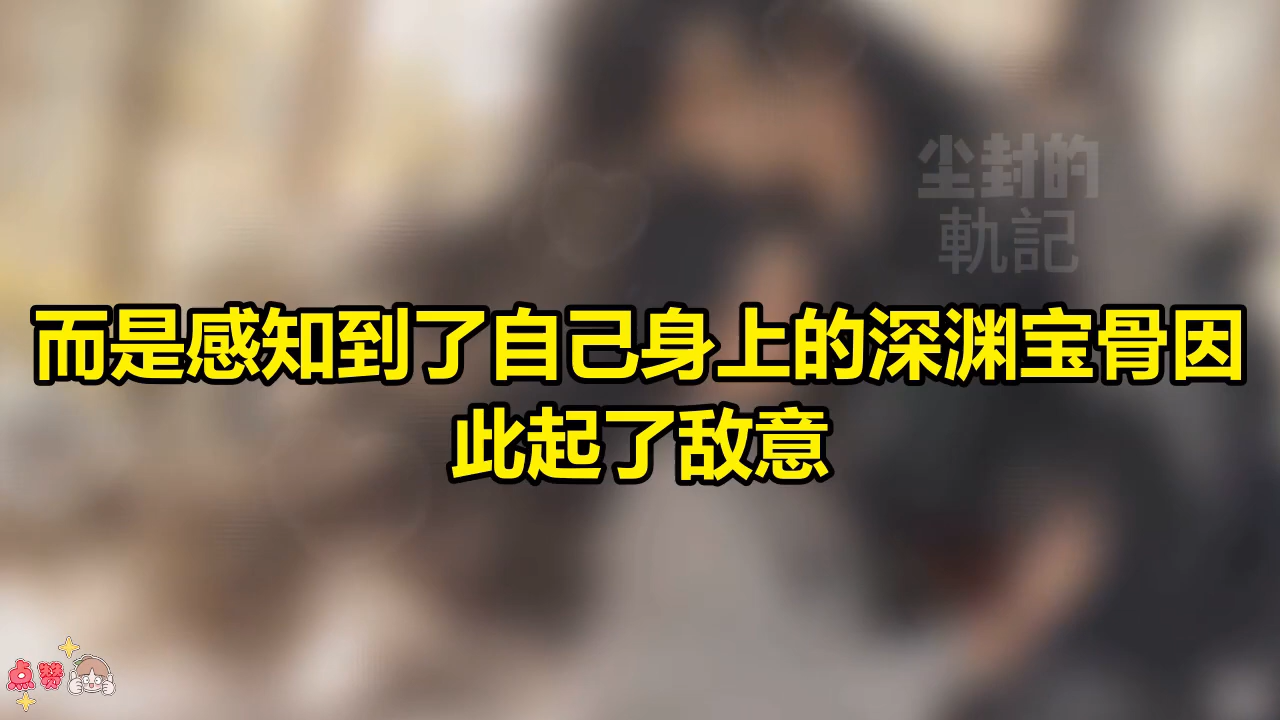 尘封的
軌記
而是感知到了自己身上的深渊宝骨因
此起了敌意
点赞